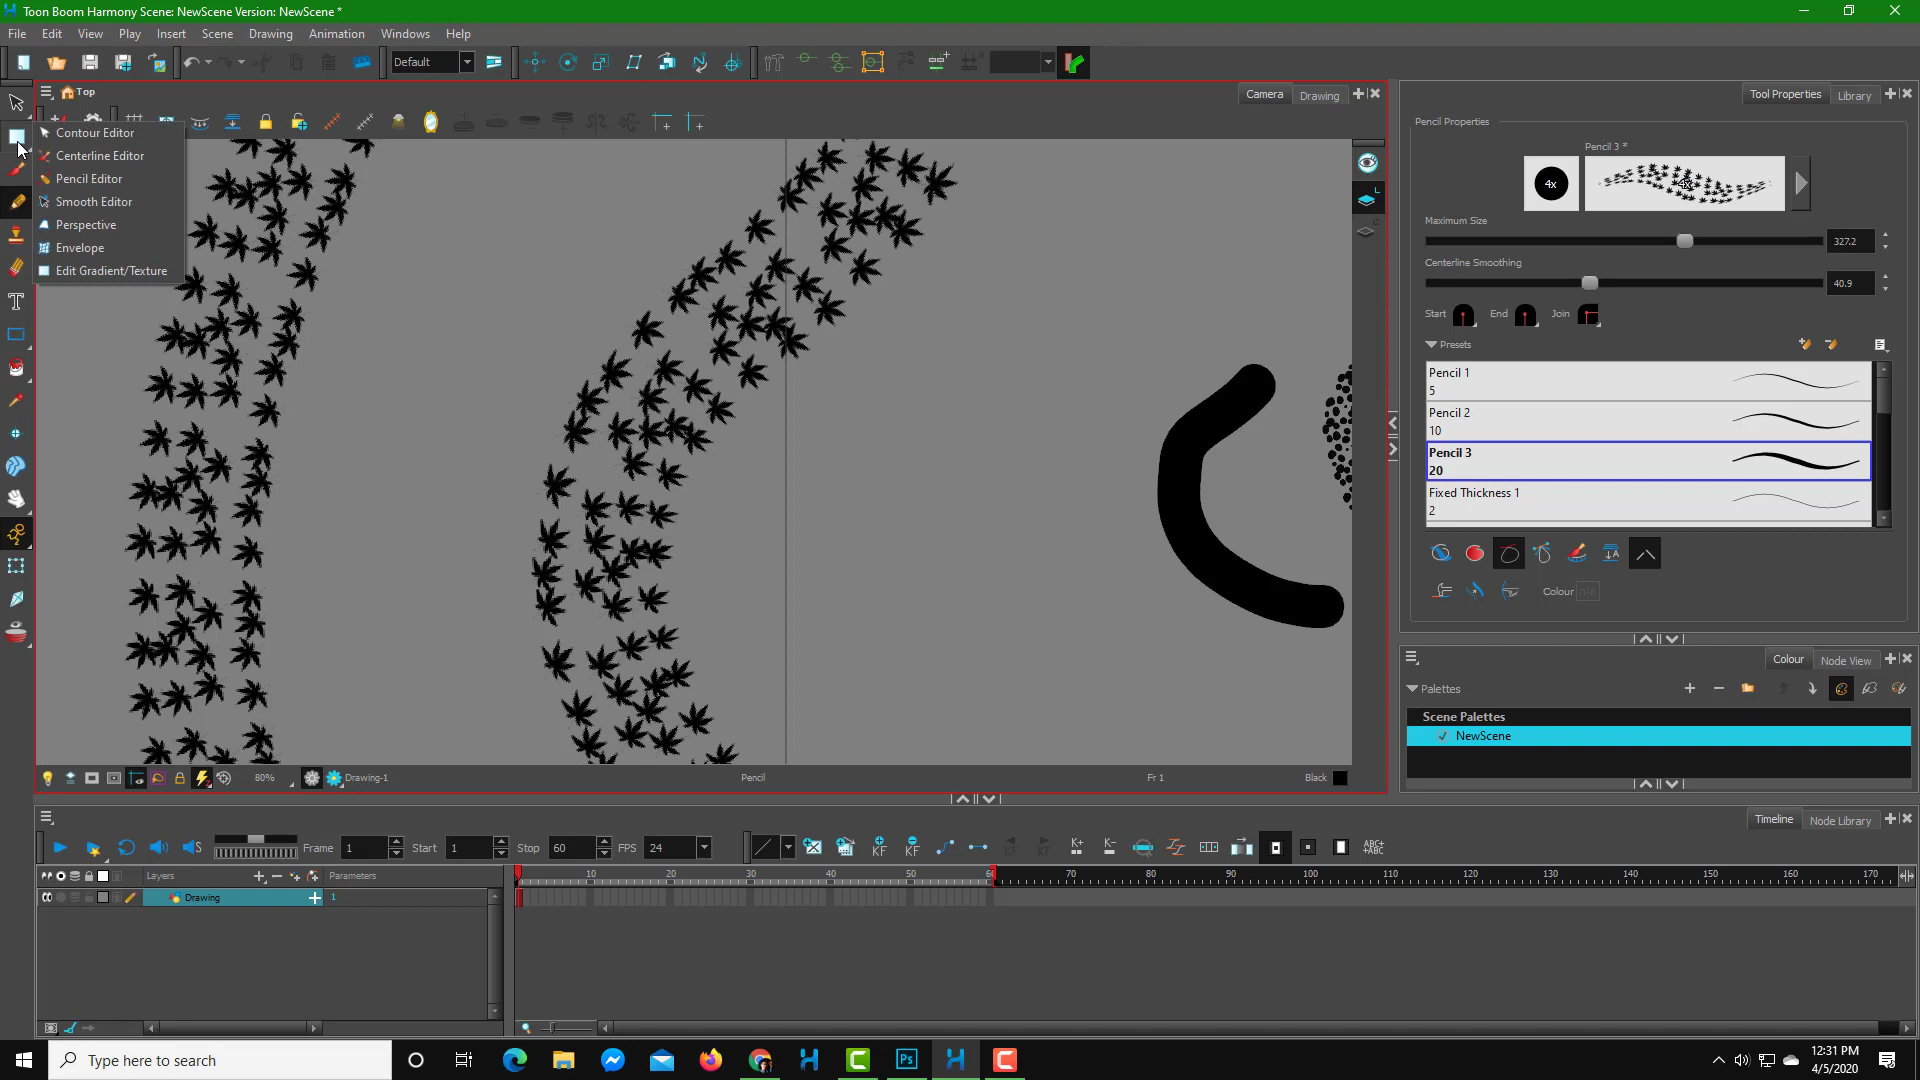 Toon Boom Harmony Scene: NewScene Version: NewScene *
File Edit View Play Insert Scene Drawing Animation Windows Help
Default
Top
Camera Drawing
Tool Properties Library
Contour Editor
Centerline Editor
Pencil Editor
Smooth Editor
Perspective
Envelope
Edit Gradient/Texture
Pencil Properties
Pencil 3 *
4x 4x
Maximum Size
327.2
Centerline Smoothing
40.9
Start End Join
Presets
Pencil 1
5
Pencil 2
10
Pencil 3
20
Fixed Thickness 1
2
Colour n/a
Colour Node View
Palettes
Scene Palettes
NewScene
80% Drawing-1 Pencil Fr 1 Black
Timeline Node Library
Frame 1 Start 1 Stop 60 FPS 24
Layers Parameters
10 20 30 40 50 60 70 80 90 100 110 120 130 140 150 160 170
Drawing 1
Type here to search
12:31 PM
4/5/2020